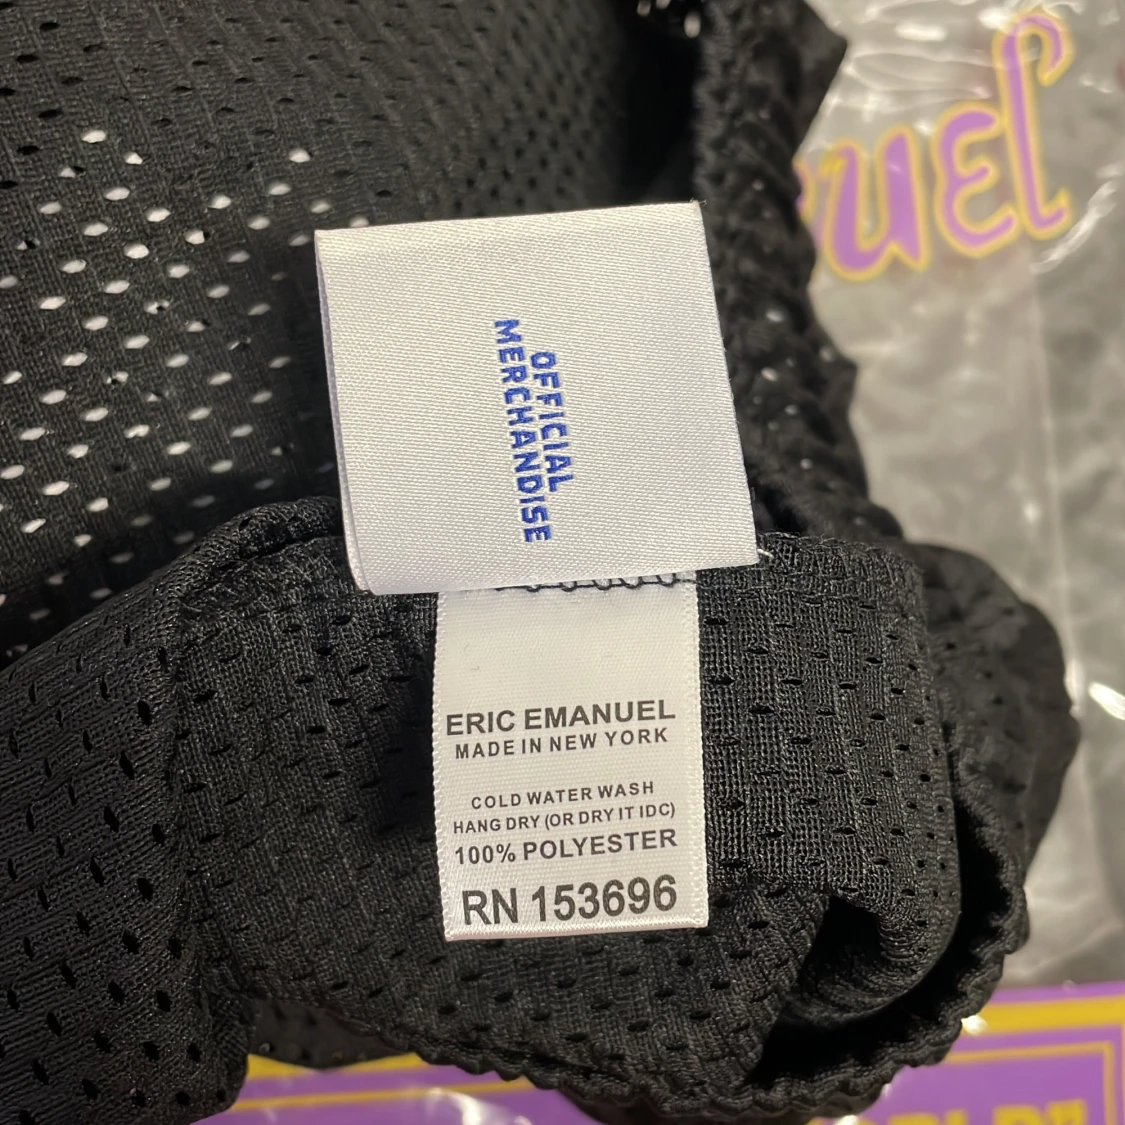 OFFICIAL
MERCHANDISE
ERIC EMANUEL
MADE IN NEW YORK
COLD WATER WASH
HANG DRY (OR DRY IT IDC)
100% POLYESTER
RN 153696